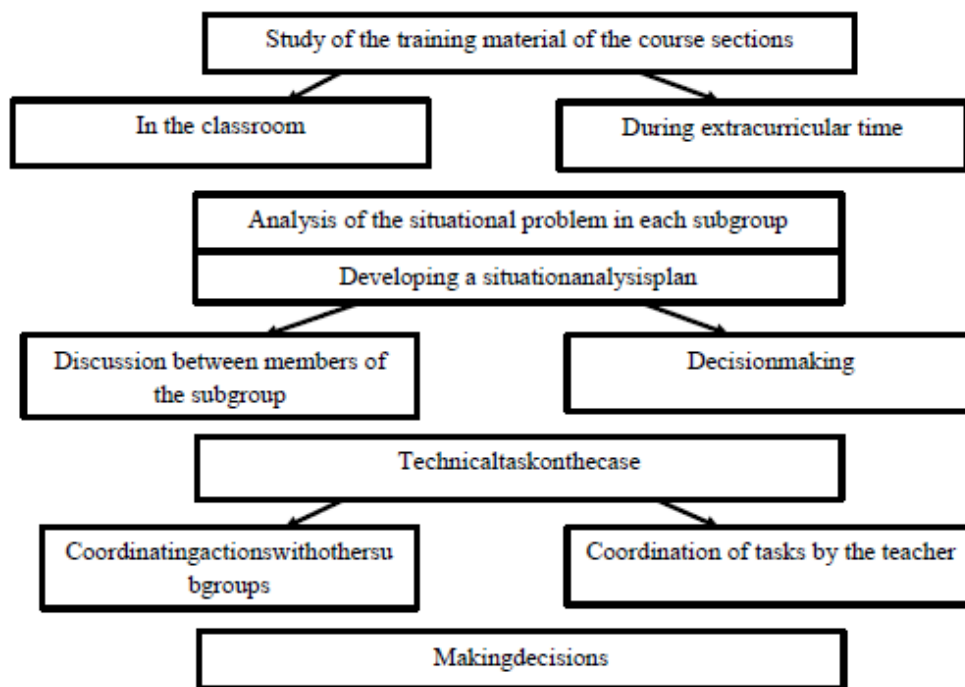 Study of the training material of the course sections
In the classroom
During extracurricular time
Analysis of the situational problem in each subgroup
Developing a situationanalysisplan
Discussion between members of
the subgroup
Decisionmaking
Technicaltaskonthecase
Coordinatingactionswithothersu
bgroups
Coordination of tasks by the teacher
Makingdecisions